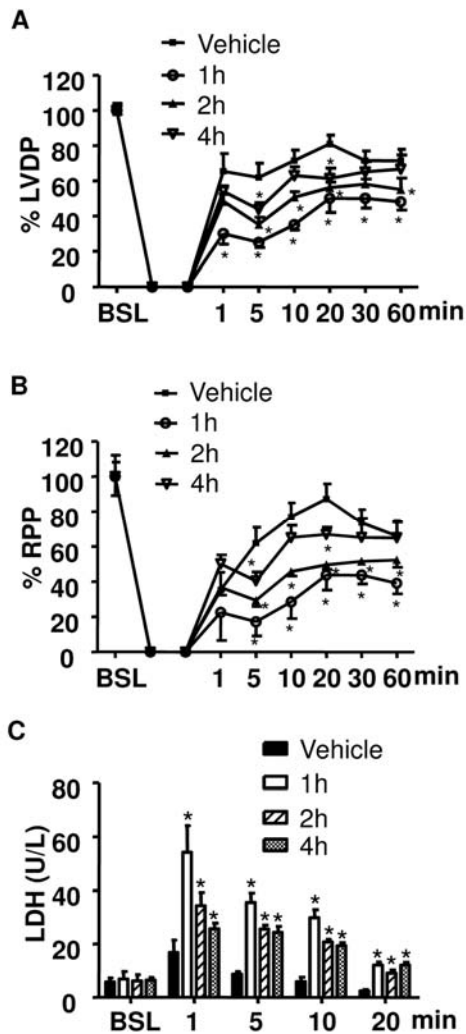 A
Vehicle
1h
2h
4h
% LVDP
120
100
80
60
40
20
0
BSL 1 5 10 20 30 60 min
* * * * * * * * * * * *
B
Vehicle
1h
2h
4h
% RPP
120
100
80
60
40
20
0
BSL 1 5 10 20 30 60 min
* * * * * * * * * * *
C
Vehicle
1h
2h
4h
LDH (U/L)
80
60
40
20
0
* * * * * * * * * * * *
BSL 1 5 10 20 min